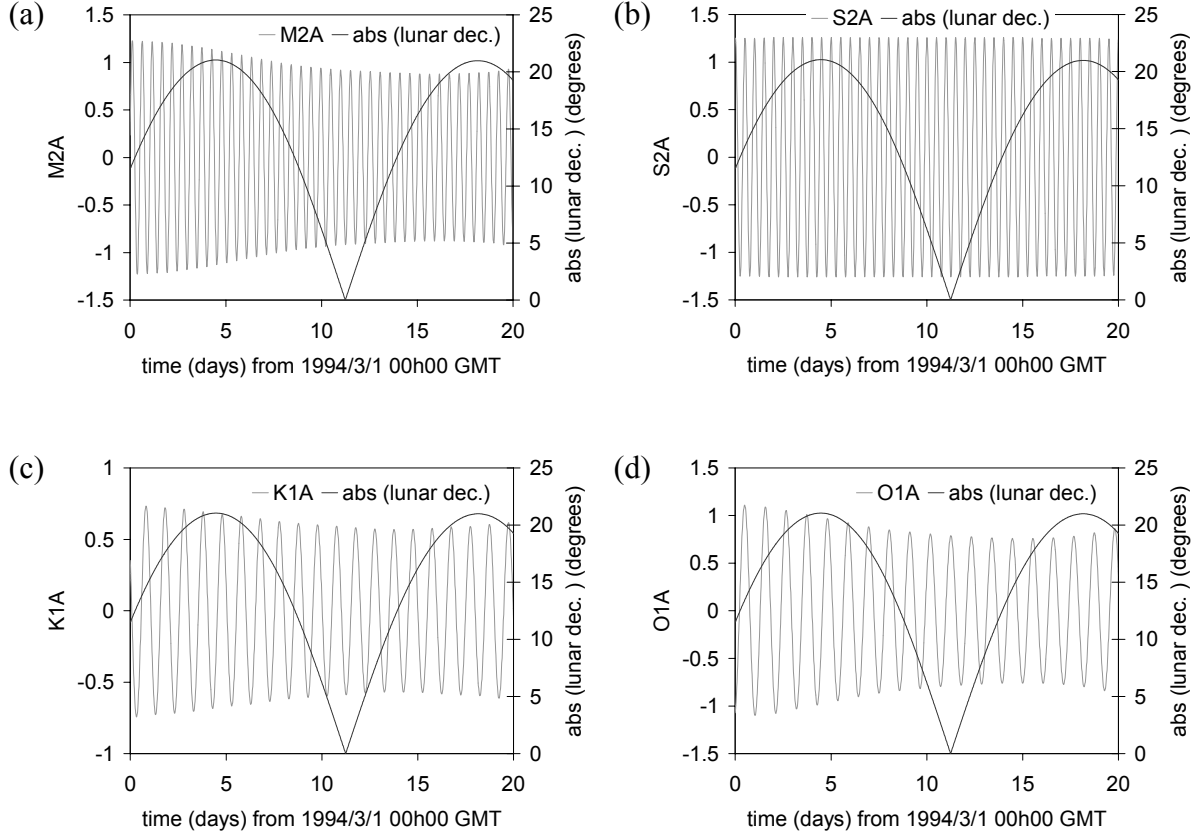 (a)
M2A abs (lunar dec.)
1.5
1
0.5
0
-0.5
-1
-1.5
25
20
15
10
5
0
M2A
abs (lunar dec. ) (degrees)
0 5 10 15 20
time (days) from 1994/3/1 00h00 GMT
(b)
S2A abs (lunar dec.)
1.5
1
0.5
0
-0.5
-1
-1.5
25
20
15
10
5
0
S2A
abs (lunar dec. ) (degrees)
0 5 10 15 20
time (days) from 1994/3/1 00h00 GMT
(c)
K1A abs (lunar dec.)
1
0.5
0
-0.5
-1
25
20
15
10
5
0
K1A
abs (lunar dec. ) (degrees)
0 5 10 15 20
time (days) from 1994/3/1 00h00 GMT
(d)
O1A abs (lunar dec.)
1.5
1
0.5
0
-0.5
-1
-1.5
25
20
15
10
5
0
O1A
abs (lunar dec. ) (degrees)
0 5 10 15 20
time (days) from 1994/3/1 00h00 GMT